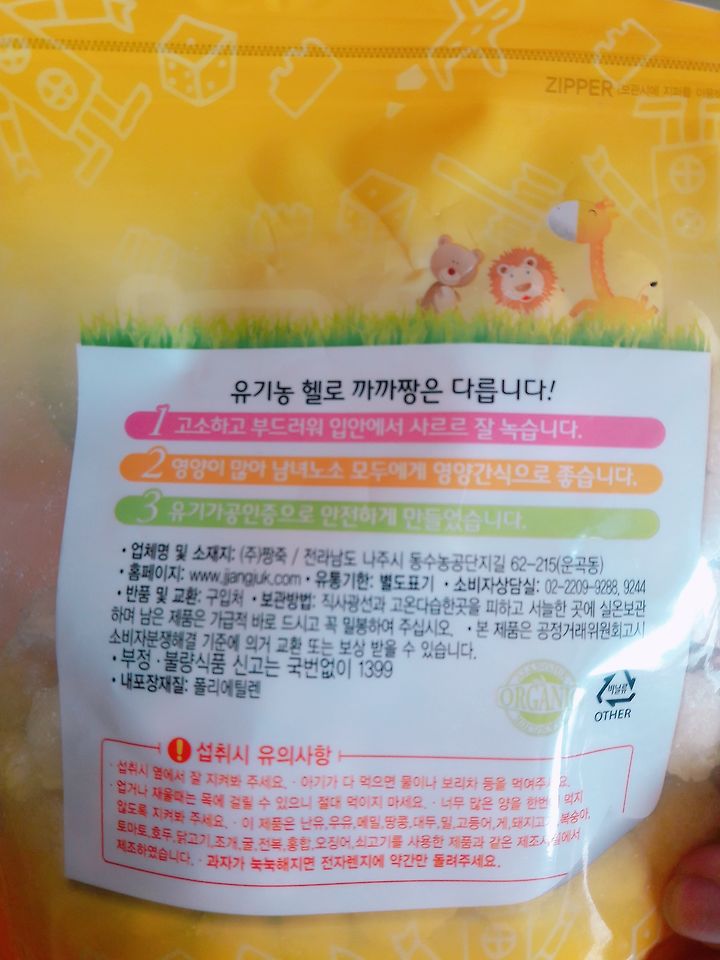 ZIPPER (보관시에 지퍼를
유기농 헬로 까까짱은 다릅니다!
1 고소하고 부드러워 입안에서 사르르 잘 녹습니다.
2 영양이 많아 남녀노소 모두에게 영양간식으로 좋습니다.
3 유기가공인증으로 안전하게 만들었습니다.
• 업체명 및 소재지: (주)짱죽 / 전라남도 나주시 동수농공단지길 62-215(운곡동)
• 홈페이지: www.jjangjuk.com • 유통기한: 별도표기 • 소비자상담실: 02-2209-9288, 9244
• 반품 및 교환: 구입처 • 보관방법: 직사광선과 고온다습한곳을 피하고 서늘한 곳에 실온보관
하며 남은 제품은 가급적 바로 드시고 꼭 밀봉하여 주십시오. • 본 제품은 공정거래위원회고시
소비자분쟁해결 기준에 의거 교환 또는 보상 받을 수 있습니다.
• 부정·불량식품 신고는 국번없이 1399
• 내포장재질: 폴리에틸렌
ORGANIC
비닐류
OTHER
! 섭취시 유의사항
· 섭취시 옆에서 잘 지켜봐 주세요. · 아기가 다 먹으면 물이나 보리차 등을 먹여주세요.
· 업거나 재울때는 목에 걸릴 수 있으니 절대 먹이지 마세요. · 너무 많은 양을 한번에 먹지
않도록 지켜봐 주세요. · 이 제품은 난유,우유,메밀,땅콩,대두,밀,고등어,게,돼지고기,복숭아,
토마토,호두,닭고기,조개,굴,전복,홍합,오징어,쇠고기를 사용한 제품과 같은 제조시설에서
제조하였습니다. · 과자가 눅눅해지면 전자렌지에 약간만 돌려주세요.